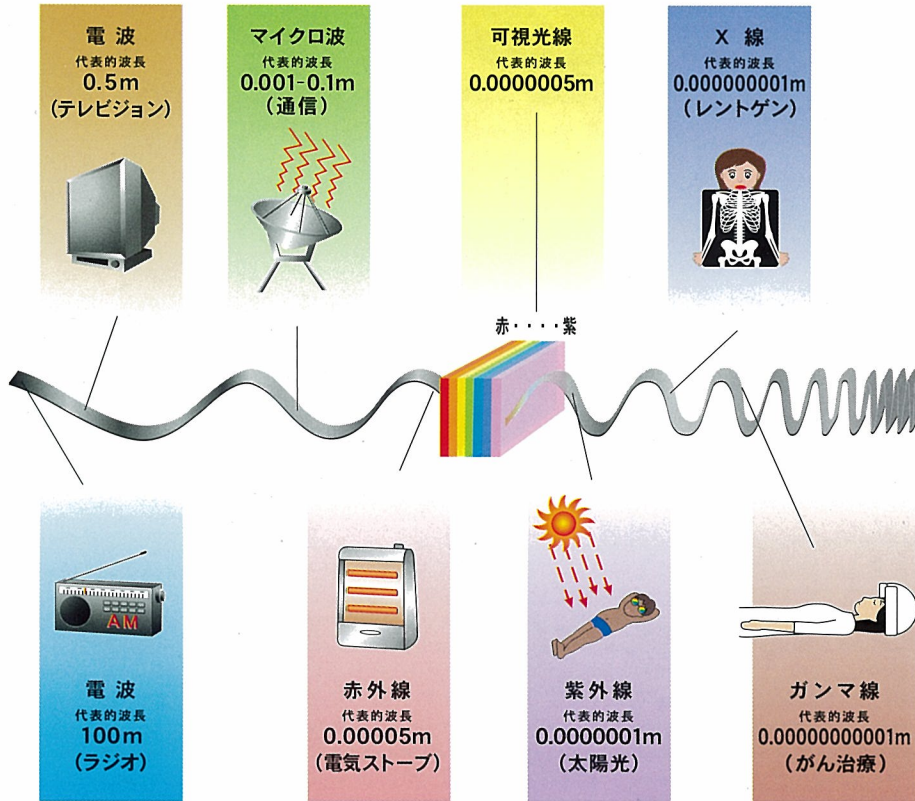 電波
代表的波長
0.5m
(テレビジョン)
マイクロ波
代表的波長
0.001-0.1m
(通信)
可視光線
代表的波長
0.0000005m
X線
代表的波長
0.000000001m
(レントゲン)
赤・・・・紫
AM
電波
代表的波長
100m
(ラジオ)
赤外線
代表的波長
0.00005m
(電気ストーブ)
紫外線
代表的波長
0.0000001m
(太陽光)
ガンマ線
代表的波長
0.00000000001m
(がん治療)